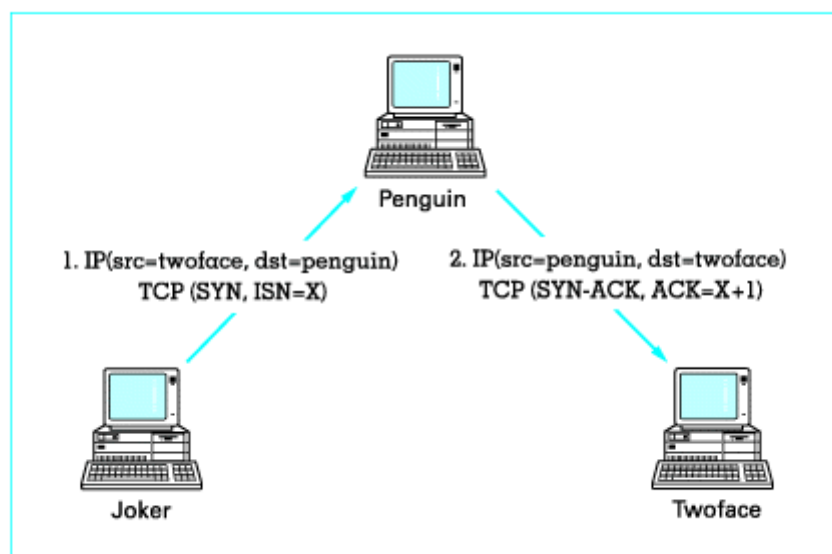 Penguin
1. IP(src=twoface, dst=penguin)
TCP (SYN, ISN=X)
2. IP(src=penguin, dst=twoface)
TCP (SYN-ACK, ACK=X+1)
Joker
Twoface